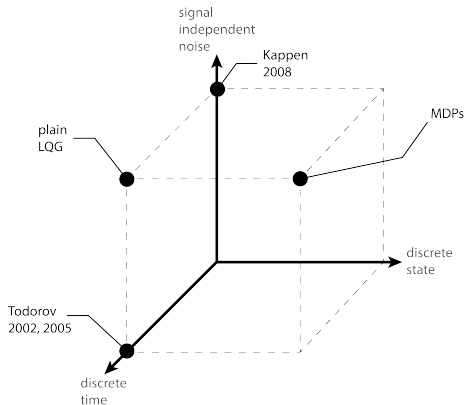 signal
independent
noise
Kappen
2008
MDPs
plain
LQG
discrete
state
Todorov
2002, 2005
discrete
time